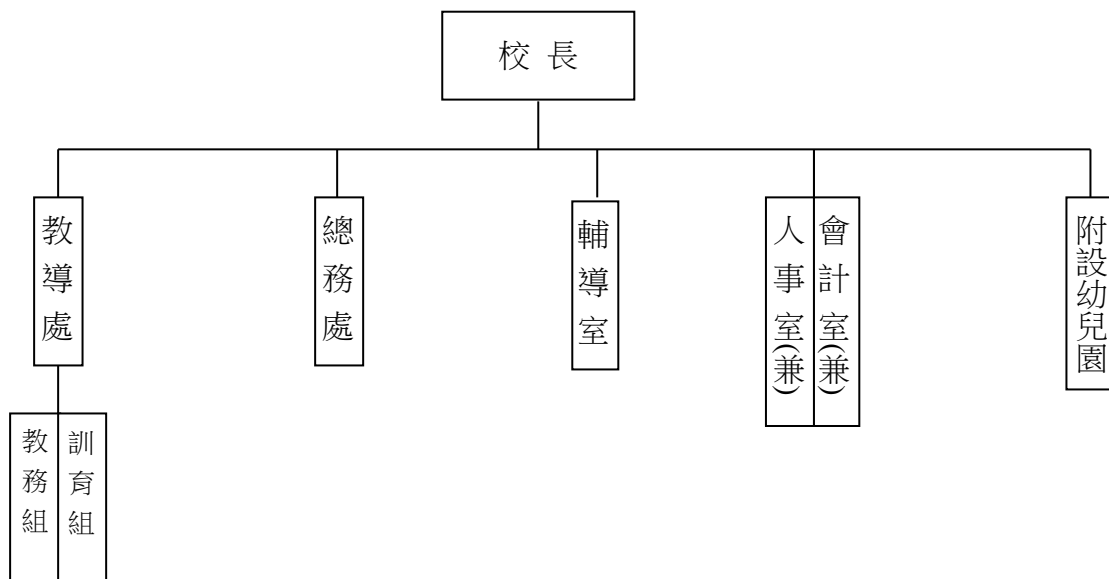 校長
教導處
總務處
輔導室
人事室(兼)
會計室(兼)
附設幼兒園
教務組
訓育組